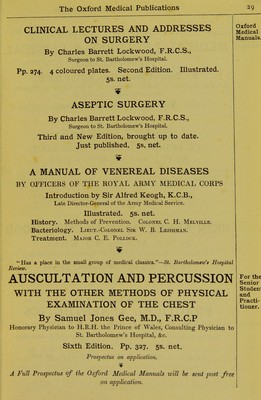 The Oxford Medical Publications 29
CLINICAL LECTURES AND ADDRESSES
ON SURGERY
By Charles Barrett Lockwood, F.R.C.S.,
Surgeon to St. Bartholomew's Hospital.
Pp. 274. 4 coloured plates. Second Edition. Illustrated.
5s. net.
Oxford
Medical
Manuals.
ASEPTIC SURGERY
By Charles Barrett Lockwood, F.R.C.S.,
Surgeon to St. Bartholomew's Hospital.
Third and New Edition, brought up to date.
Just published. 5s. net.
A MANUAL OF VENEREAL DISEASES
BY OFFICERS OF THE ROYAL ARMY MEDICAL CORPS
Introduction by Sir Alfred Keogh, K.C.B.,
Late Director-General of the Army Medical Service.
Illustrated. 5s. net.
History. Methods of Prevention. COLONEL C. H. MELVILLE.
Bacteriology. LIEUT.-COLONEL SIR W. B. LEISHMAN.
Treatment. MAJOR C. E. POLLOCK.
"Has a place in the small group of medical classics."—St. Bartholomew's Hospital
Review.
AUSCULTATION AND PERCUSSION
WITH THE OTHER METHODS OF PHYSICAL
EXAMINATION OF THE CHEST
By Samuel Jones Gee, M.D., F.R.C.P
Honorary Physician to H.R.H. the Prince of Wales, Consulting Physician to
St. Bartholomew's Hospital, &c.
Sixth Edition. Pp. 327. 5s. net.
Prospectus on application.
For the
Senior
Student
and
Practi-
tioner.
A Full Prospectus of the Oxford Medical Manuals will be sent post free
on application.